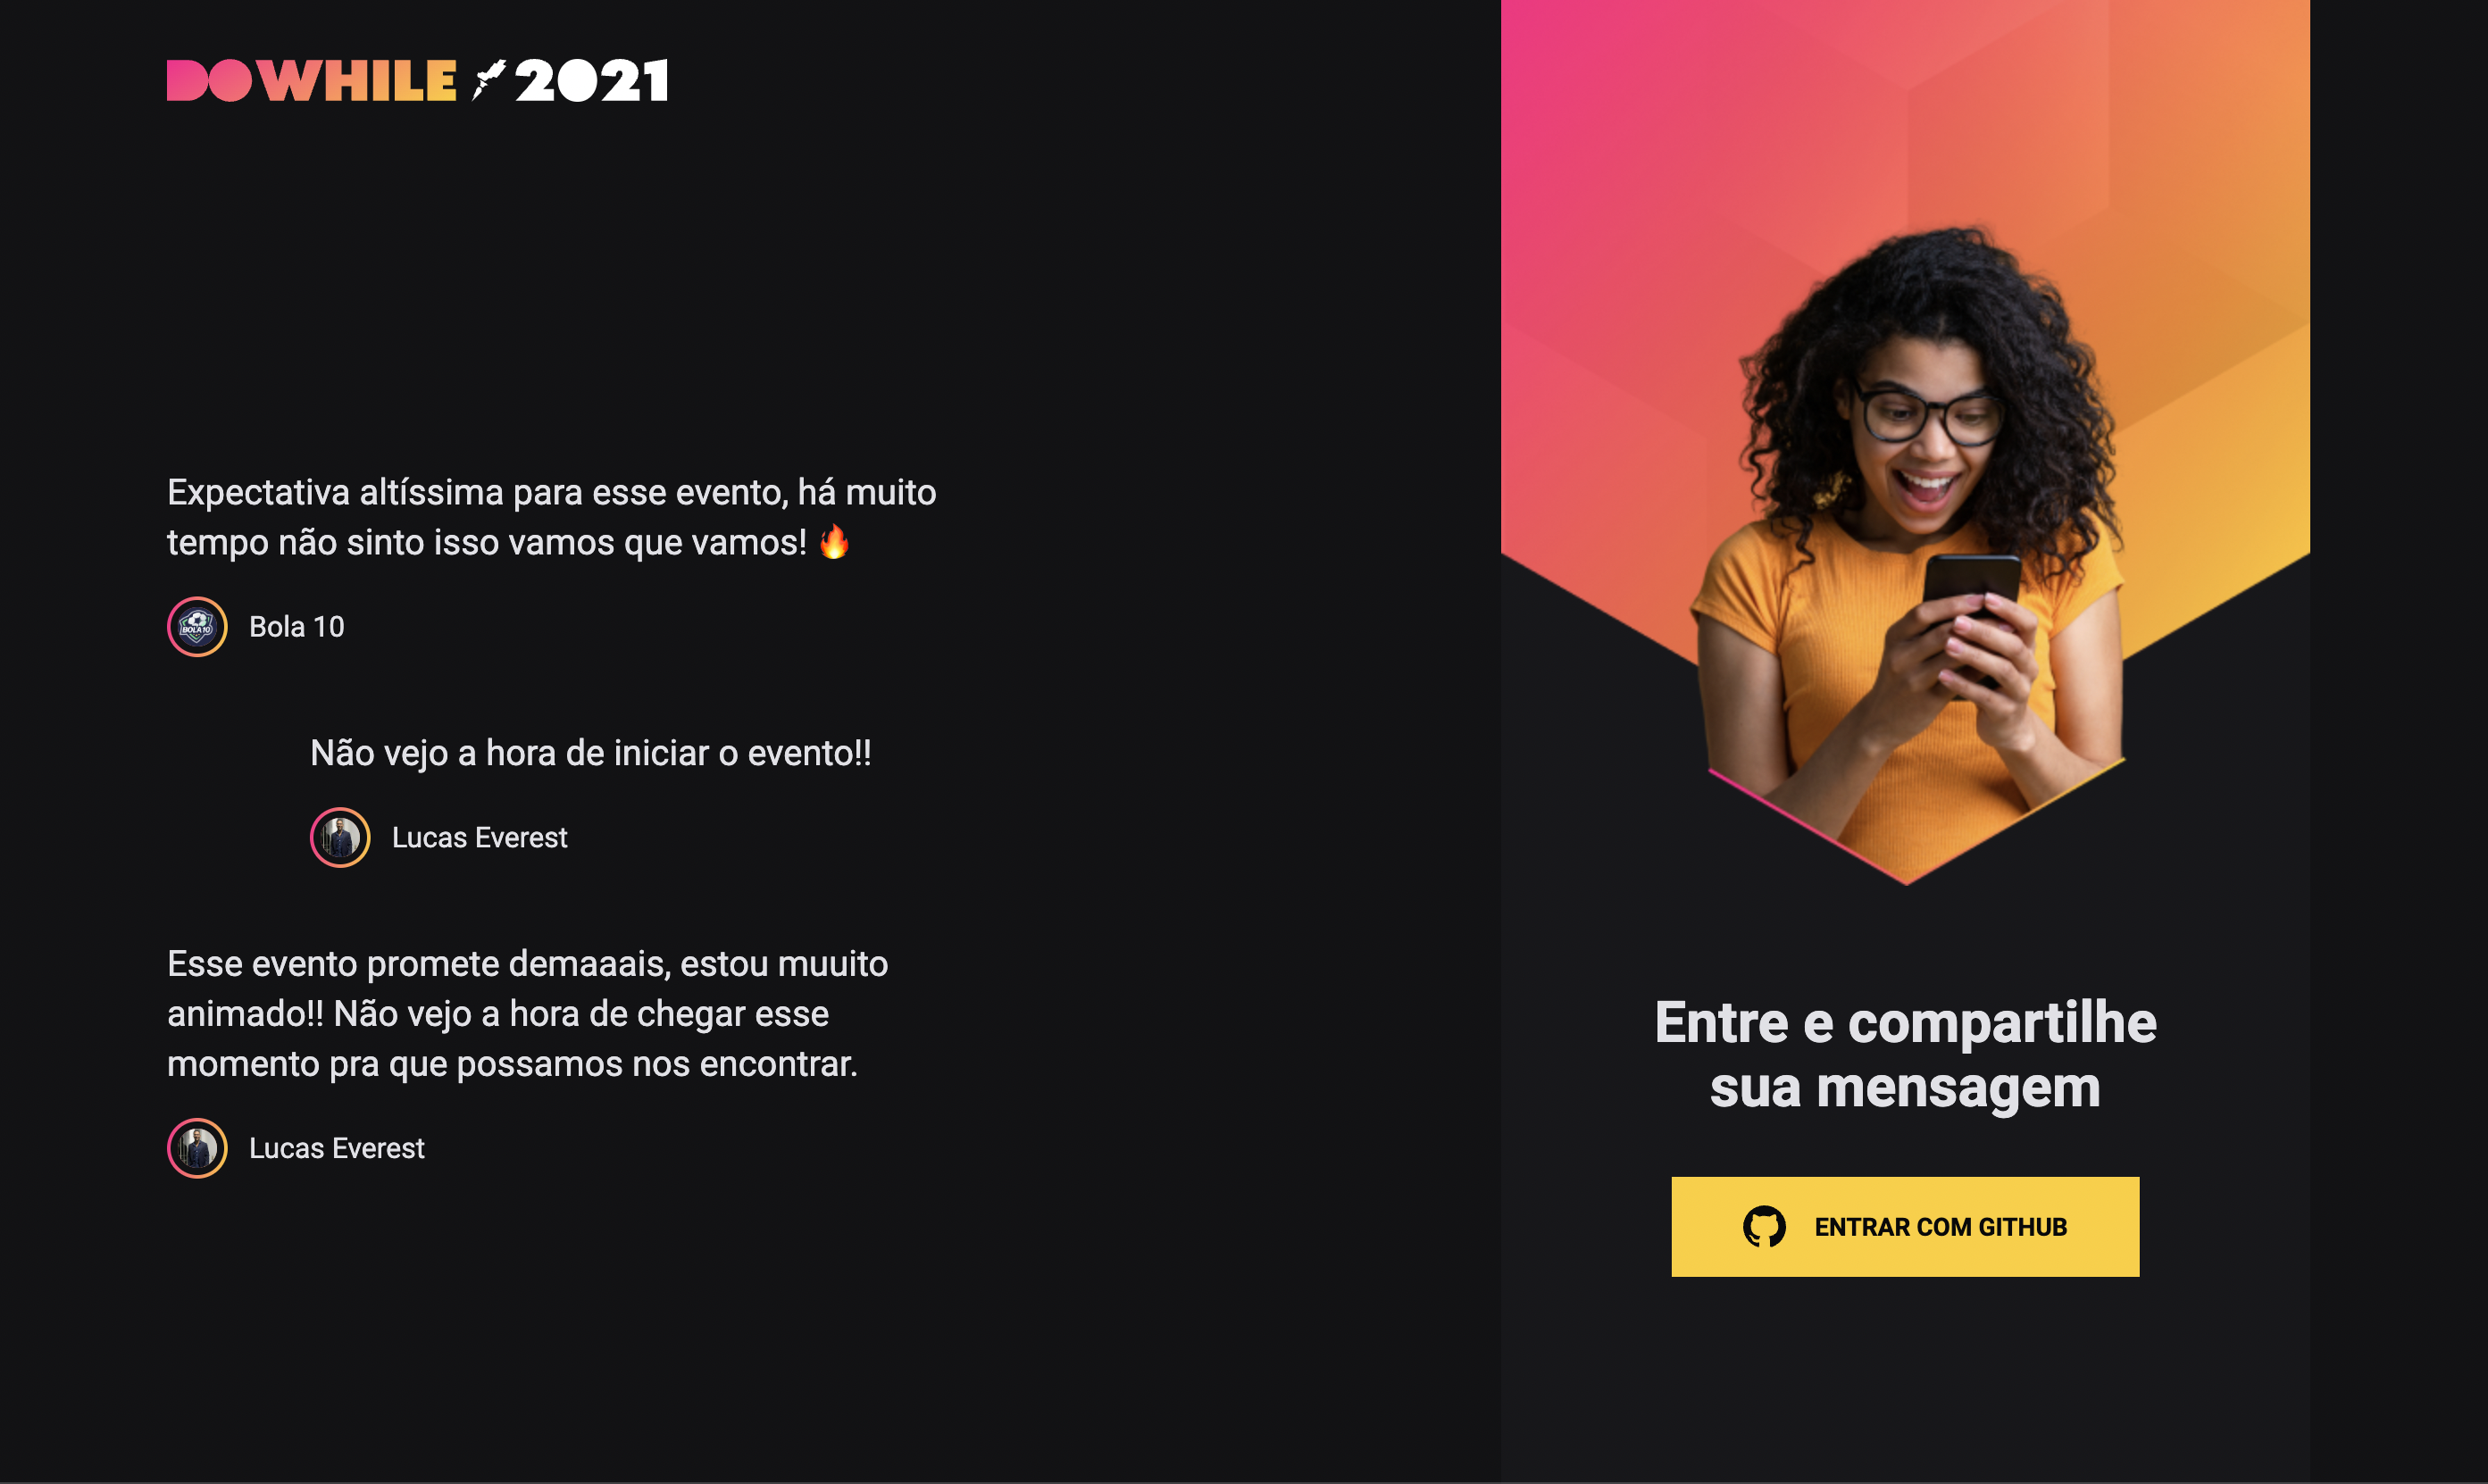 DOWHILE 2021
Expectativa altíssima para esse evento, há muito
tempo não sinto isso vamos que vamos! 🔥
BOLA 10
Bola 10
Não vejo a hora de iniciar o evento!!
Lucas Everest
Esse evento promete demaaais, estou muuito
animado!! Não vejo a hora de chegar esse
momento pra que possamos nos encontrar.
Lucas Everest
Entre e compartilhe
sua mensagem
ENTRAR COM GITHUB